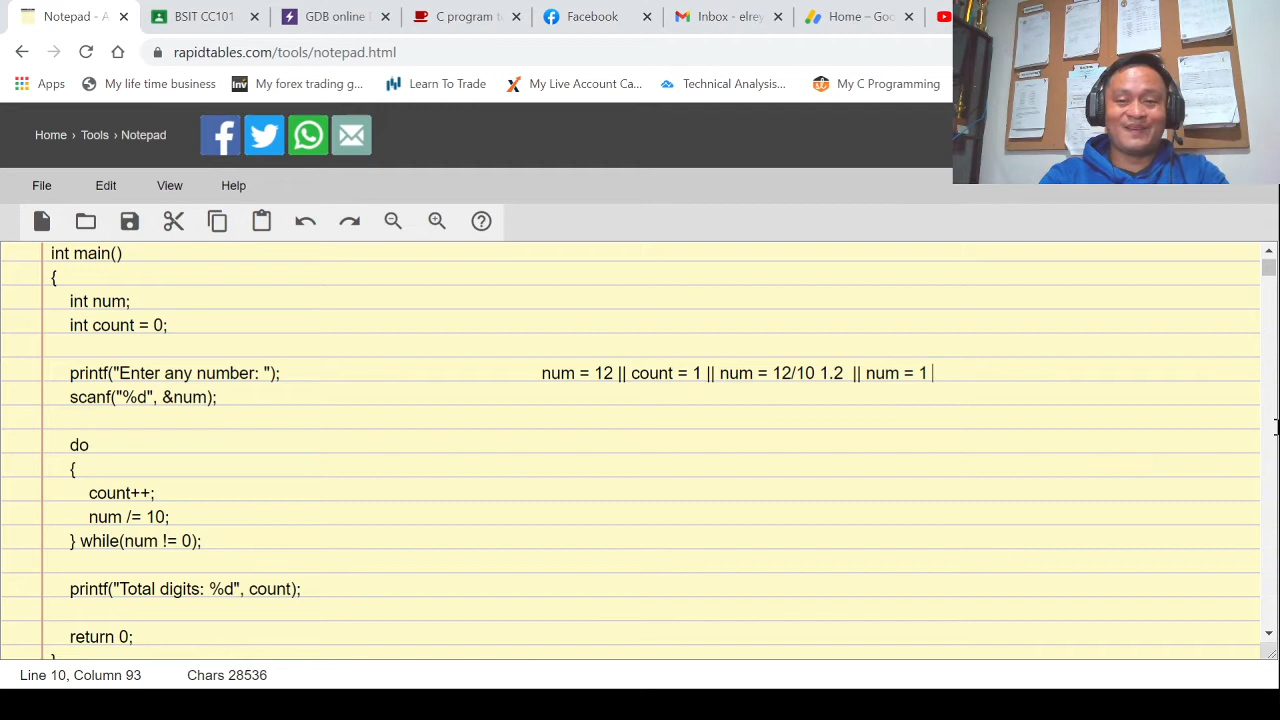 Notepad - A
BSIT CC101
GDB online D
C program to
Facebook
Inbox - elrey
Home – Goo
rapidtables.com/tools/notepad.html
Apps
My life time business
Inv
My forex trading g...
Learn To Trade
My Live Account Ca...
Technical Analysis...
My C Programming
Home › Tools › Notepad
File
Edit
View
Help
int main()
{
int num;
int count = 0;
printf("Enter any number: "); num = 12 || count = 1 || num = 12/10 1.2 || num = 1
scanf("%d", &num);
do
{
count++;
num /= 10;
} while(num != 0);
printf("Total digits: %d", count);
return 0;
}
Line 10, Column 93
Chars 28536